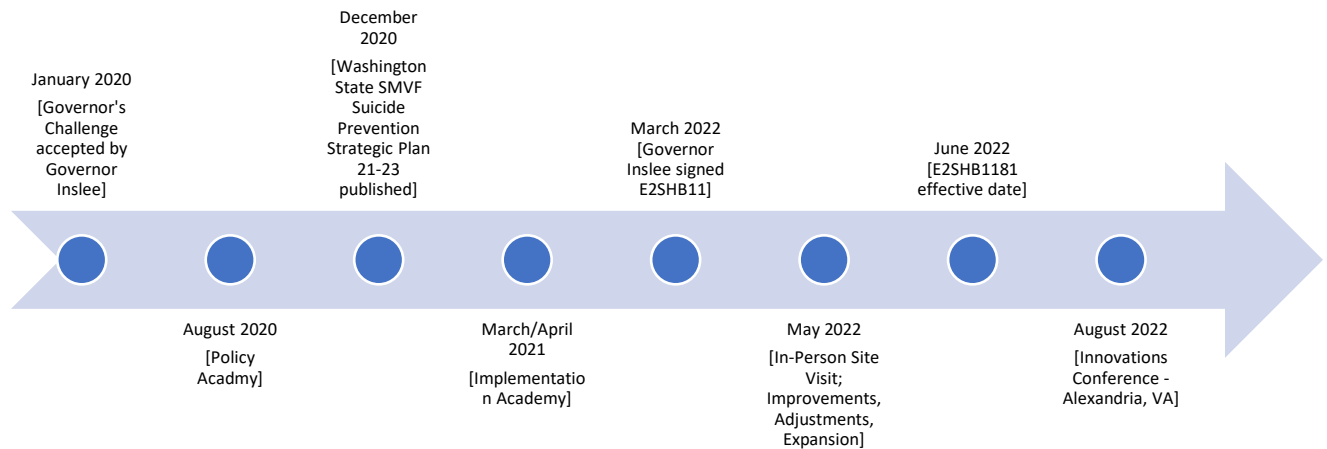 January 2020
[Governor's
Challenge
accepted by
Governor
Inslee]
August 2020
[Policy
Acadmy]
December
2020
[Washington
State SMVF
Suicide
Prevention
Strategic Plan
21-23
published]
March/April
2021
[Implementatio
n Academy]
March 2022
[Governor
Inslee signed
E2SHB11]
May 2022
[In-Person Site
Visit;
Improvements,
Adjustments,
Expansion]
June 2022
[E2SHB1181
effective date]
August 2022
[Innovations
Conference -
Alexandria, VA]